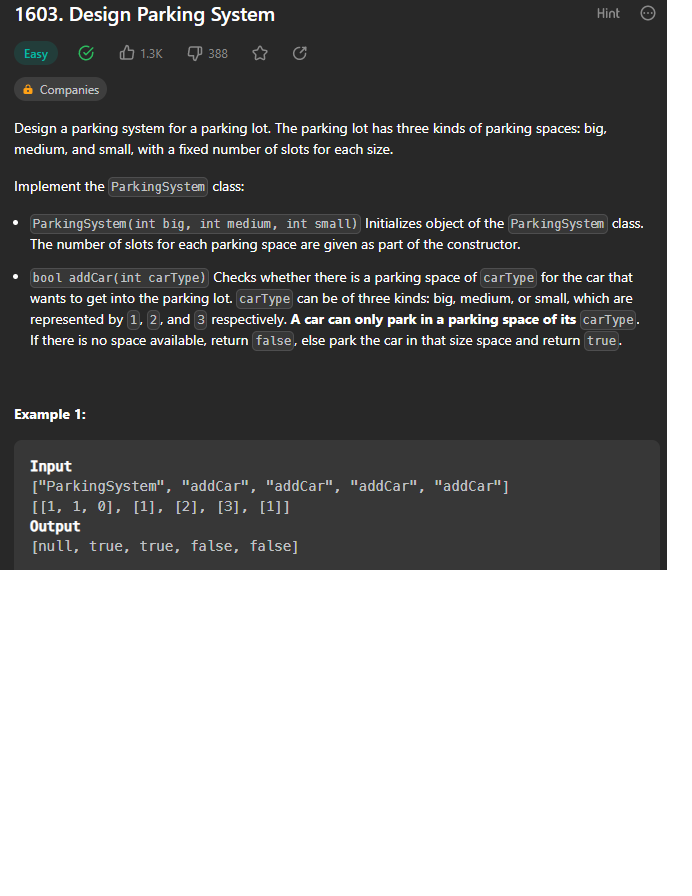 1603. Design Parking System
Hint
Easy
1.3K
388
Companies
Design a parking system for a parking lot. The parking lot has three kinds of parking spaces: big,
medium, and small, with a fixed number of slots for each size.
Implement the ParkingSystem class:
• ParkingSystem(int big, int medium, int small) Initializes object of the ParkingSystem class.
The number of slots for each parking space are given as part of the constructor.
• bool addCar(int carType) Checks whether there is a parking space of carType for the car that
wants to get into the parking lot. carType can be of three kinds: big, medium, or small, which are
represented by 1, 2, and 3 respectively. A car can only park in a parking space of its carType.
If there is no space available, return false, else park the car in that size space and return true.
Example 1:
Input
["ParkingSystem", "addCar", "addCar", "addCar", "addCar"]
[[1, 1, 0], [1], [2], [3], [1]]
Output
[null, true, true, false, false]